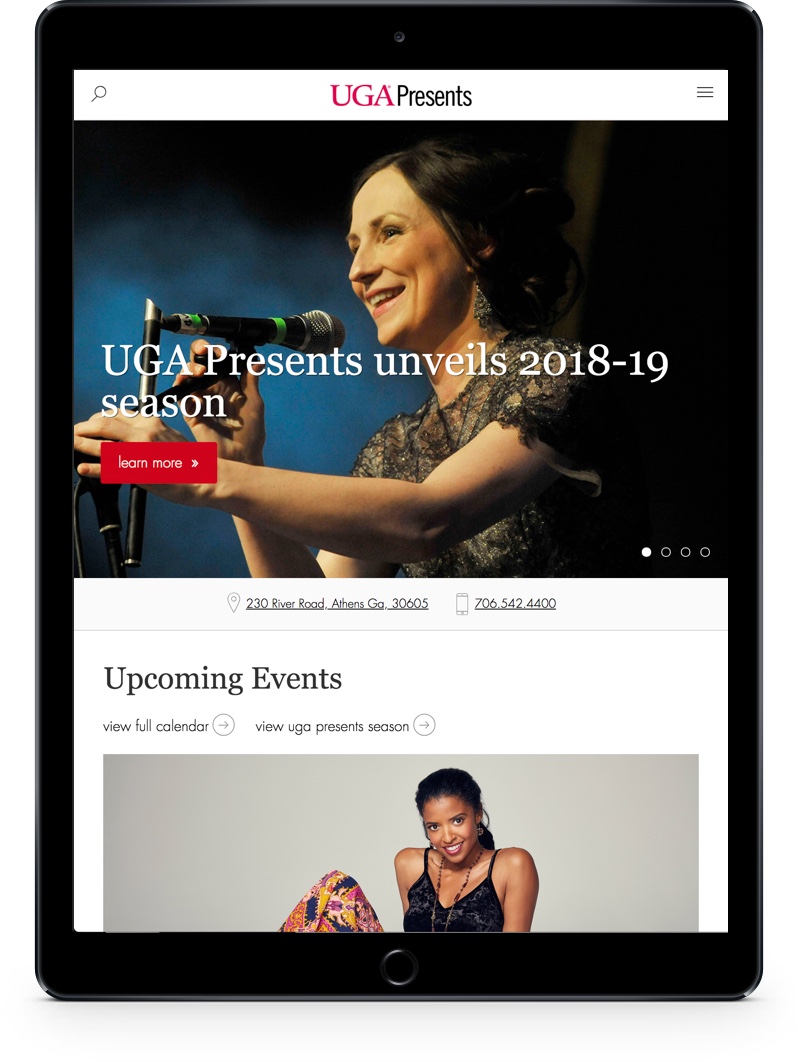 UGA Presents
UGA Presents unveils 2018-19
season
learn more »
230 River Road, Athens Ga, 30605 706.542.4400
Upcoming Events
view full calendar view uga presents season